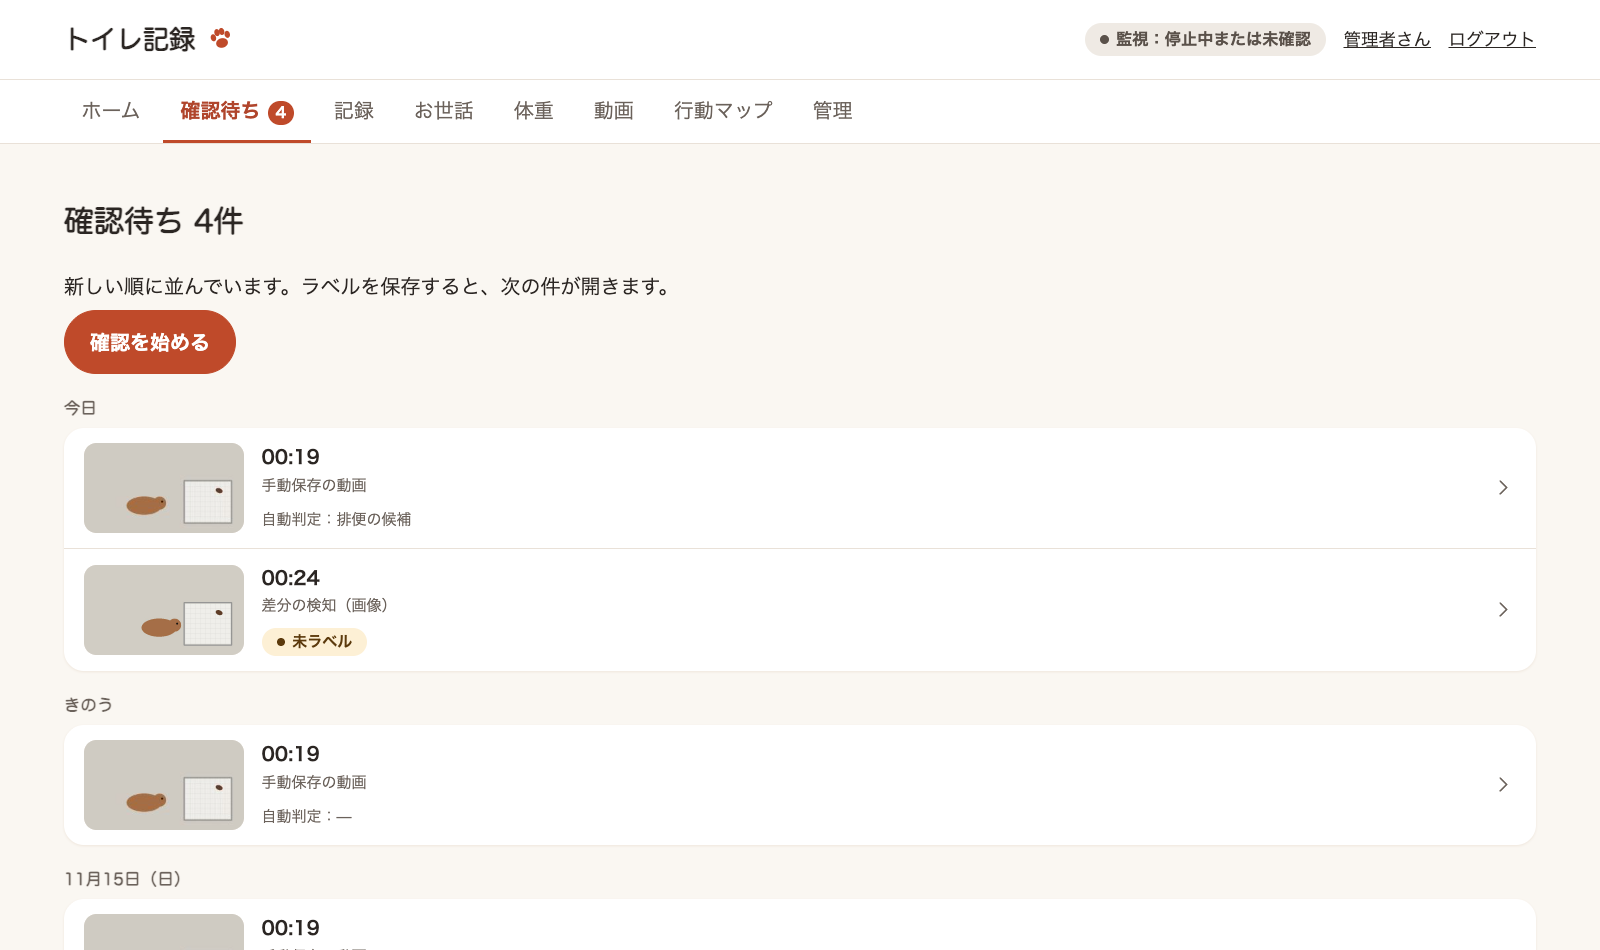 トイレ記録
監視：停止中または未確認
管理者さん
ログアウト
ホーム
確認待ち 4
記録
お世話
体重
動画
行動マップ
管理
確認待ち 4件
新しい順に並んでいます。ラベルを保存すると、次の件が開きます。
確認を始める
今日
00:19
手動保存の動画
自動判定：排便の候補
00:24
差分の検知（画像）
未ラベル
きのう
00:19
手動保存の動画
自動判定：—
11月15日（日）
00:19